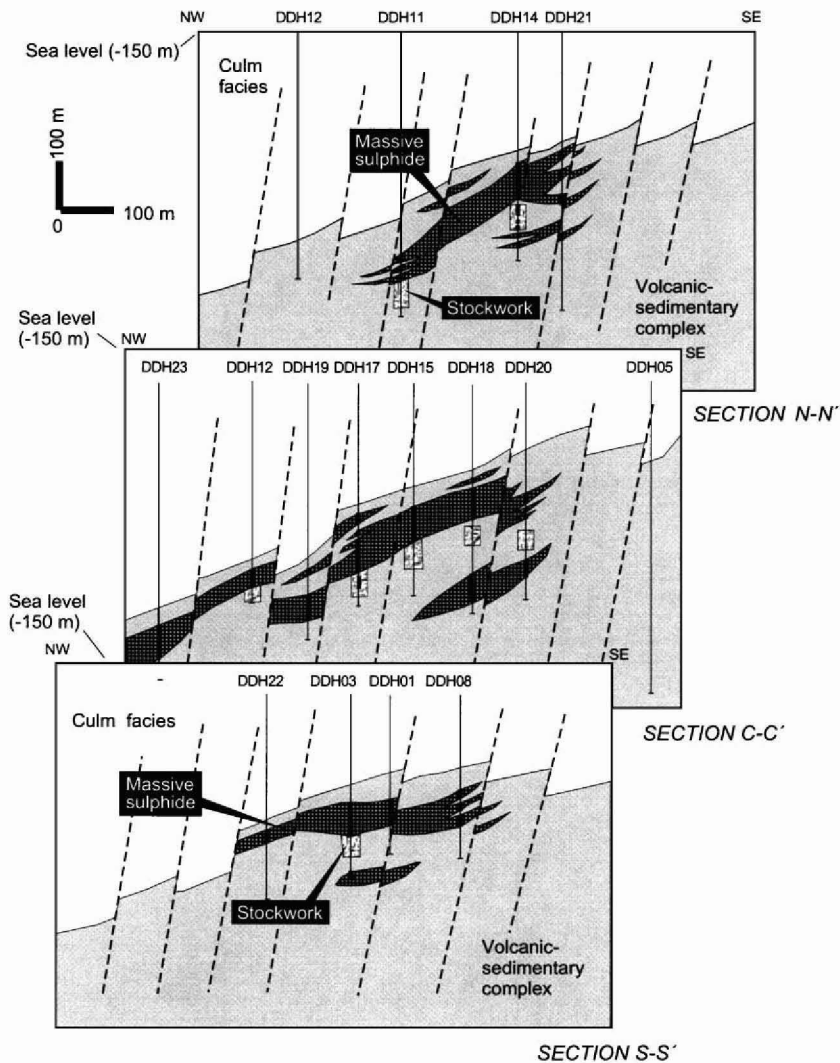 NW DDH12 DDH11 DDH14 DDH21 SE
Sea level (-150 m)
Culm
facies
100 m
0 100 m
Massive
sulphide
Stockwork
Volcanic-
sedimentary
complex
SECTION N-N´
Sea level
(-150 m)
NW SE
DDH23 DDH12 DDH19 DDH17 DDH15 DDH18 DDH20 DDH05
SECTION C-C´
Sea level
(-150 m)
NW SE
- DDH22 DDH03 DDH01 DDH08
Culm facies
Massive
sulphide
Stockwork
Volcanic-
sedimentary
complex
SECTION S-S´